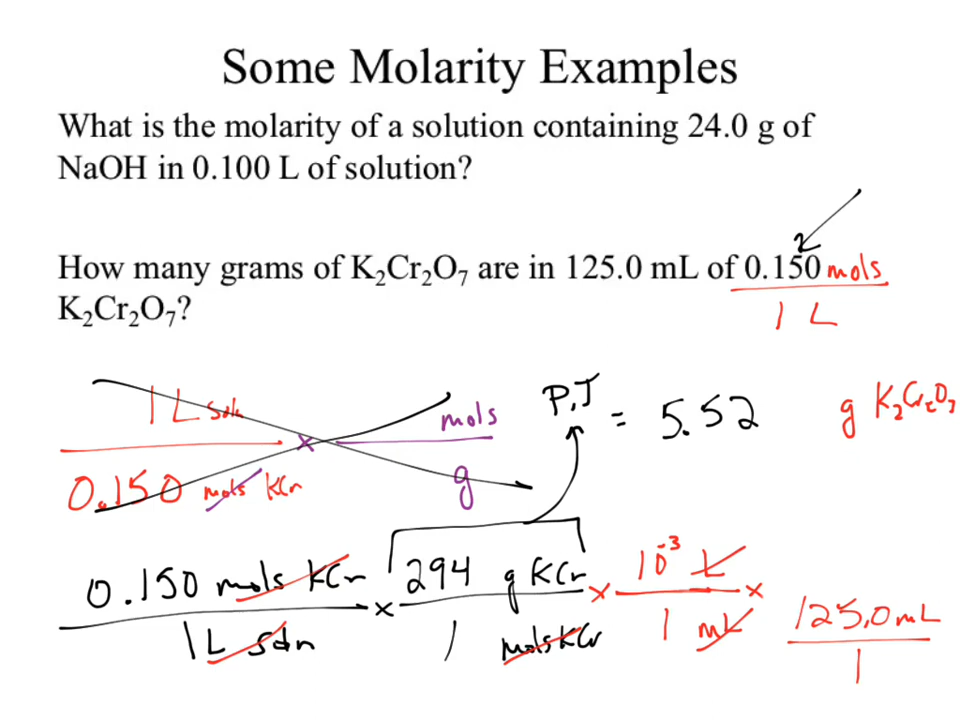 Some Molarity Examples
What is the molarity of a solution containing 24.0 g of
NaOH in 0.100 L of solution?
How many grams of K₂Cr₂O₇ are in 125.0 mL of 0.150 mols
1 L
K₂Cr₂O₇?
1 L soln
mols
P.T
= 5.52 g K₂Cr₂O₇
0.150 mols KCr
x
g
0.150 mols KCr
294 g KCr
10⁻³ L
1 L soln
x
1 mols KCr
x
1 mL
x
125.0 mL
1